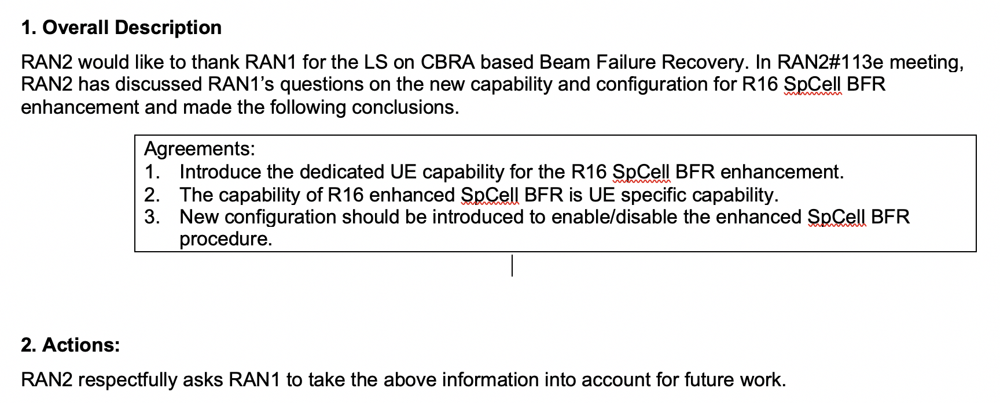 1. Overall Description
RAN2 would like to thank RAN1 for the LS on CBRA based Beam Failure Recovery. In RAN2#113e meeting,
RAN2 has discussed RAN1’s questions on the new capability and configuration for R16 SpCell BFR
enhancement and made the following conclusions.
Agreements:
1. Introduce the dedicated UE capability for the R16 SpCell BFR enhancement.
2. The capability of R16 enhanced SpCell BFR is UE specific capability.
3. New configuration should be introduced to enable/disable the enhanced SpCell BFR
procedure.
2. Actions:
RAN2 respectfully asks RAN1 to take the above information into account for future work.